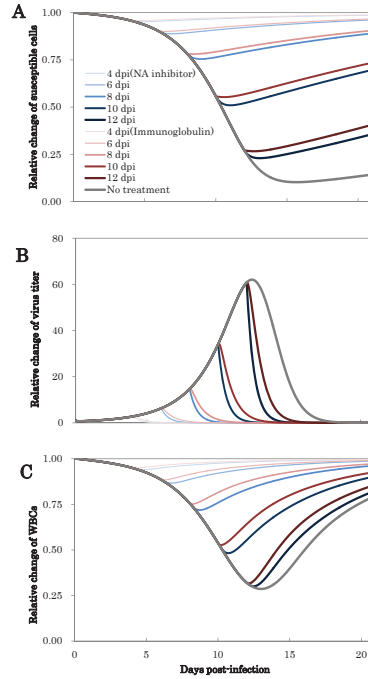 A
Relative change of susceptible cells
1.00
0.75
0.50
0.25
0.00
4 dpi(NA inhibitor)
6 dpi
8 dpi
10 dpi
12 dpi
4 dpi(Immunoglobulin)
6 dpi
8 dpi
10 dpi
12 dpi
No treatment
B
Relative change of virus titer
80
60
40
20
0
C
Relative change of WBCs
1.00
0.75
0.50
0.25
0.00
0
5
10
15
20
Days post-infection